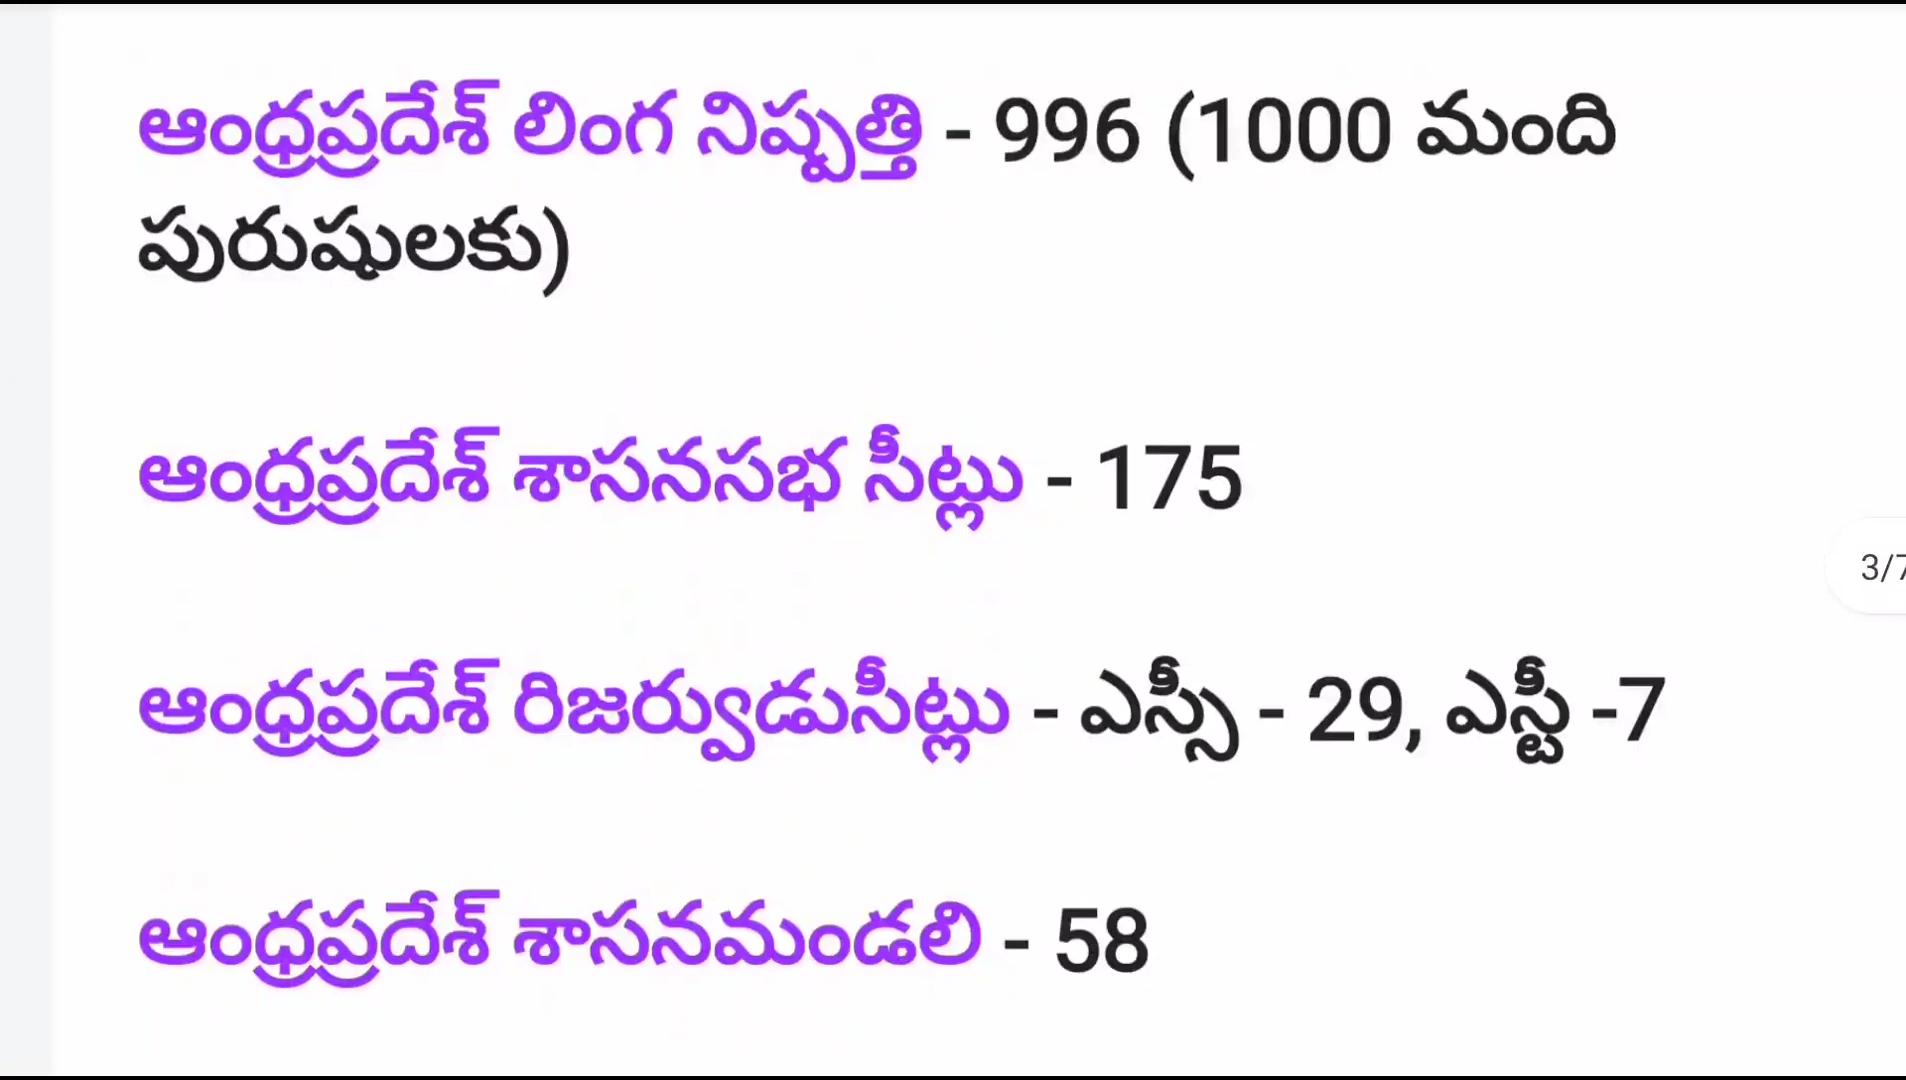 ఆంధ్రప్రదేశ్ లింగ నిష్పత్తి - 996 (1000 మంది
పురుషులకు)
ఆంధ్రప్రదేశ్ శాసనసభ సీట్లు - 175
3/7
ఆంధ్రప్రదేశ్ రిజర్వుడుసీట్లు - ఎస్సీ - 29, ఎస్టీ -7
ఆంధ్రప్రదేశ్ శాసనమండలి - 58